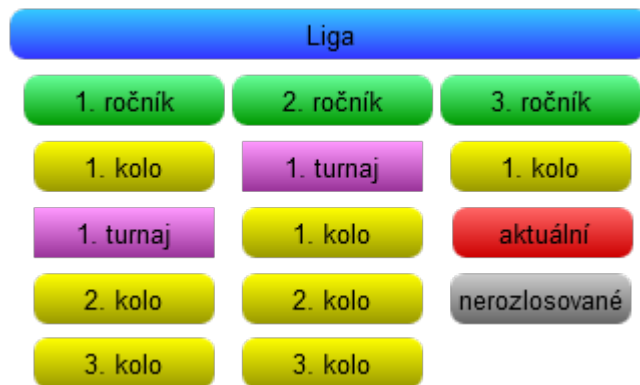 Liga
1. ročník 2. ročník 3. ročník
1. kolo 1. turnaj 1. kolo
1. turnaj 1. kolo aktuální
2. kolo 2. kolo nerozlosované
3. kolo 3. kolo